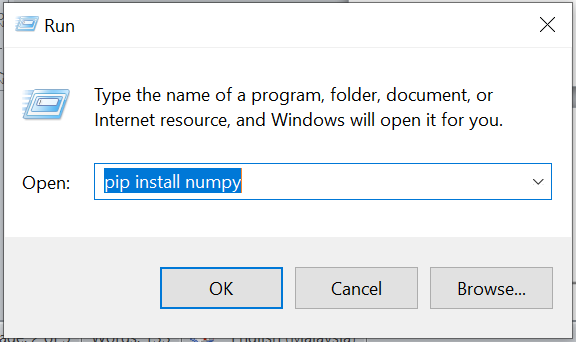 Run
Type the name of a program, folder, document, or
Internet resource, and Windows will open it for you.
Open:
pip install numpy
OK
Cancel
Browse...